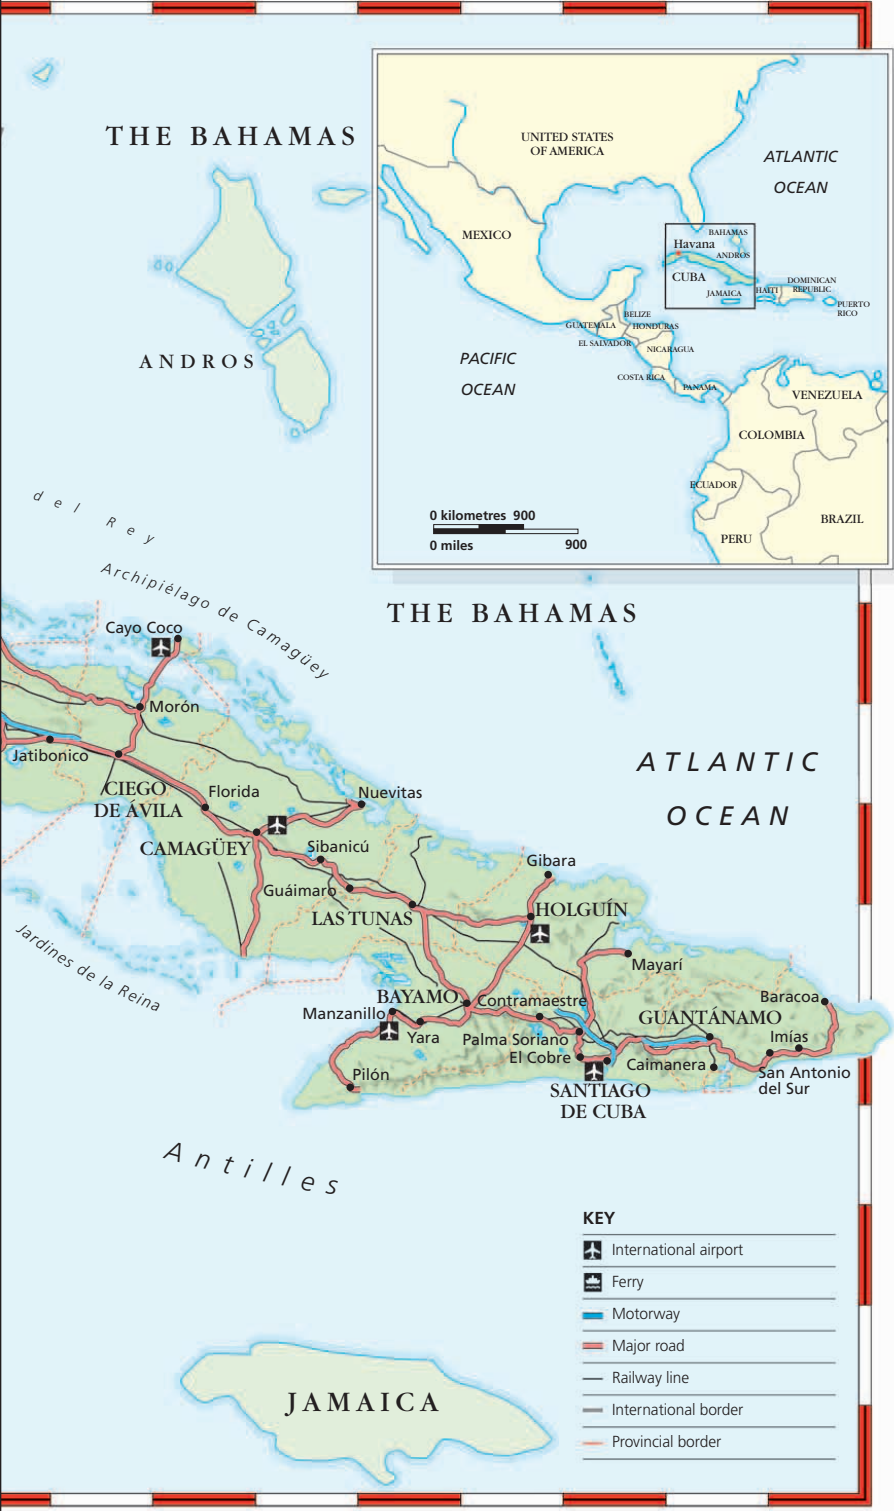 THE BAHAMAS
ANDROS
UNITED STATES
OF AMERICA
ATLANTIC
OCEAN
MEXICO
BAHAMAS
Havana
ANDROS
CUBA
DOMINICAN
REPUBLIC
JAMAICA
HAITI
PUERTO
RICO
BELIZE
GUATEMALA
HONDURAS
EL SALVADOR
NICARAGUA
PACIFIC
OCEAN
COSTA RICA
PANAMA
VENEZUELA
COLOMBIA
ECUADOR
BRAZIL
PERU
0 kilometres 900
0 miles 900
del Rey
Archipiélago de Camagüey
THE BAHAMAS
Cayo Coco
Morón
Jatibonico
ATLANTIC
OCEAN
CIEGO
DE ÁVILA
Florida
Nuevitas
CAMAGÜEY
Sibanicú
Gibara
Guáimaro
LAS TUNAS
HOLGUÍN
Jardines de la Reina
Mayarí
BAYAMO
Contramaestre
Baracoa
Manzanillo
GUANTÁNAMO
Yara
Palma Soriano
Imías
El Cobre
Caimanera
San Antonio
del Sur
Pilón
SANTIAGO
DE CUBA
Antilles
KEY
International airport
Ferry
Motorway
Major road
Railway line
International border
Provincial border
JAMAICA